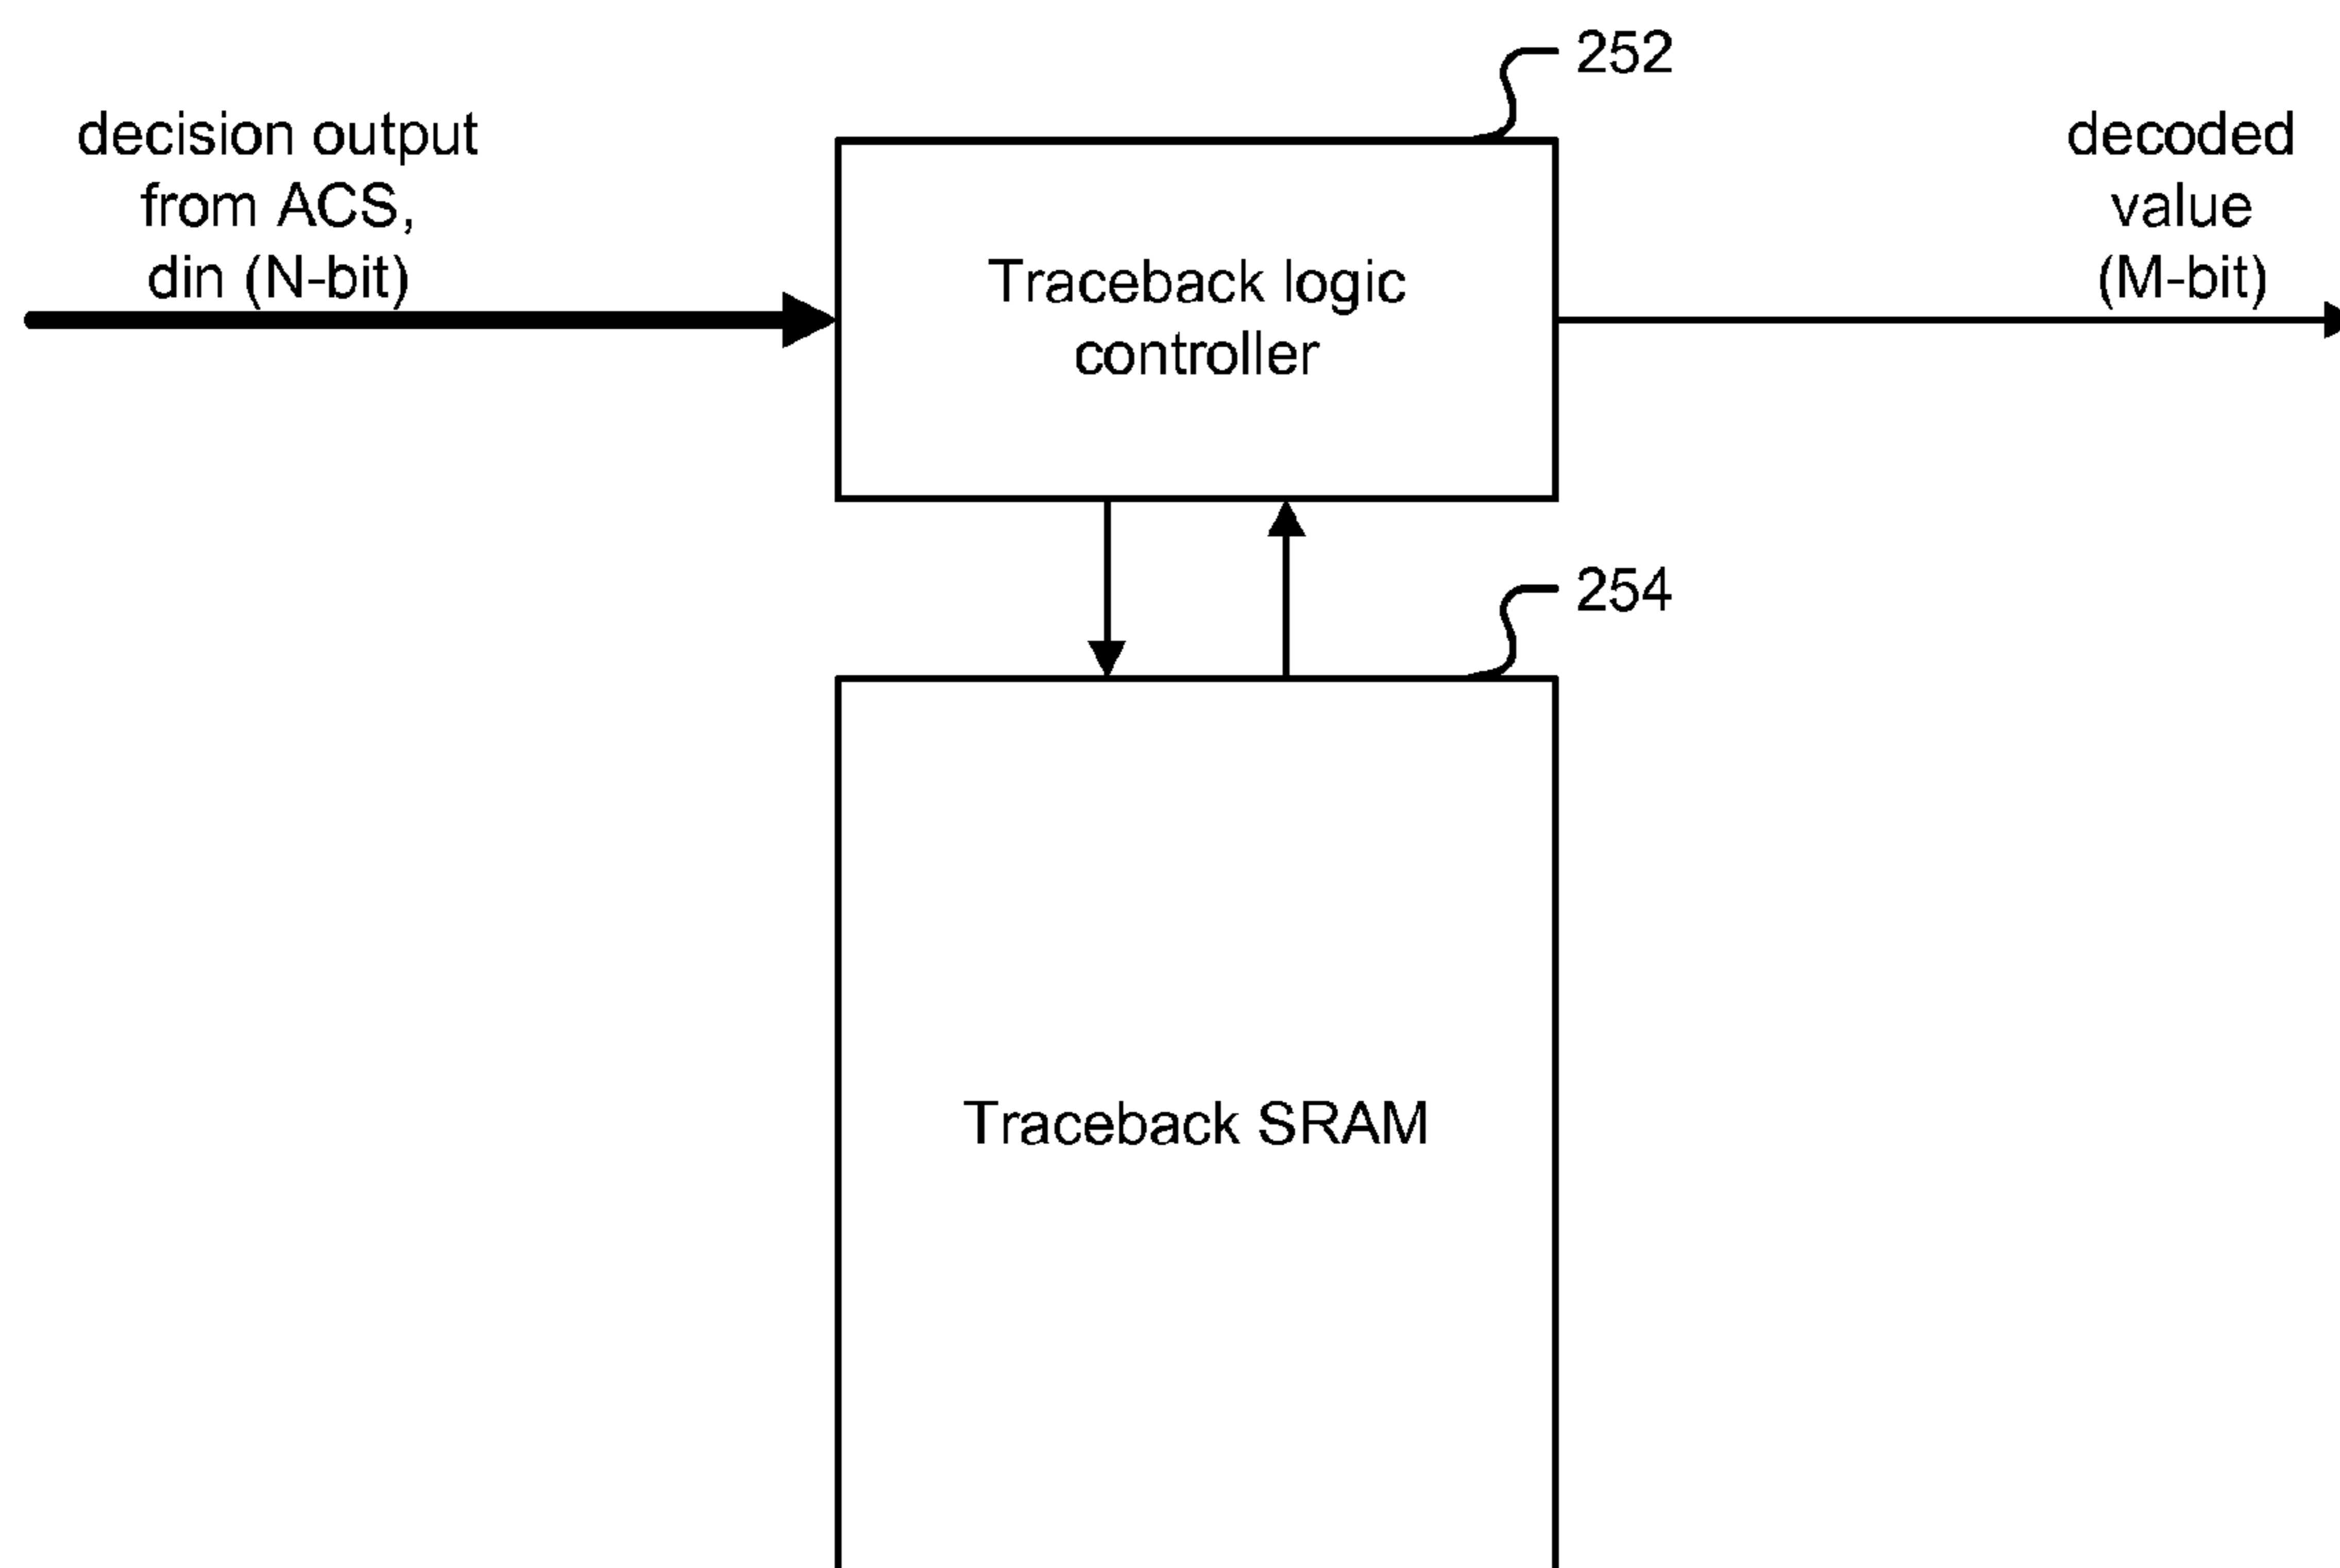 252
decision output
from ACS,
din (N-bit)
decoded
value
(M-bit)
Traceback logic
controller
254
Traceback SRAM